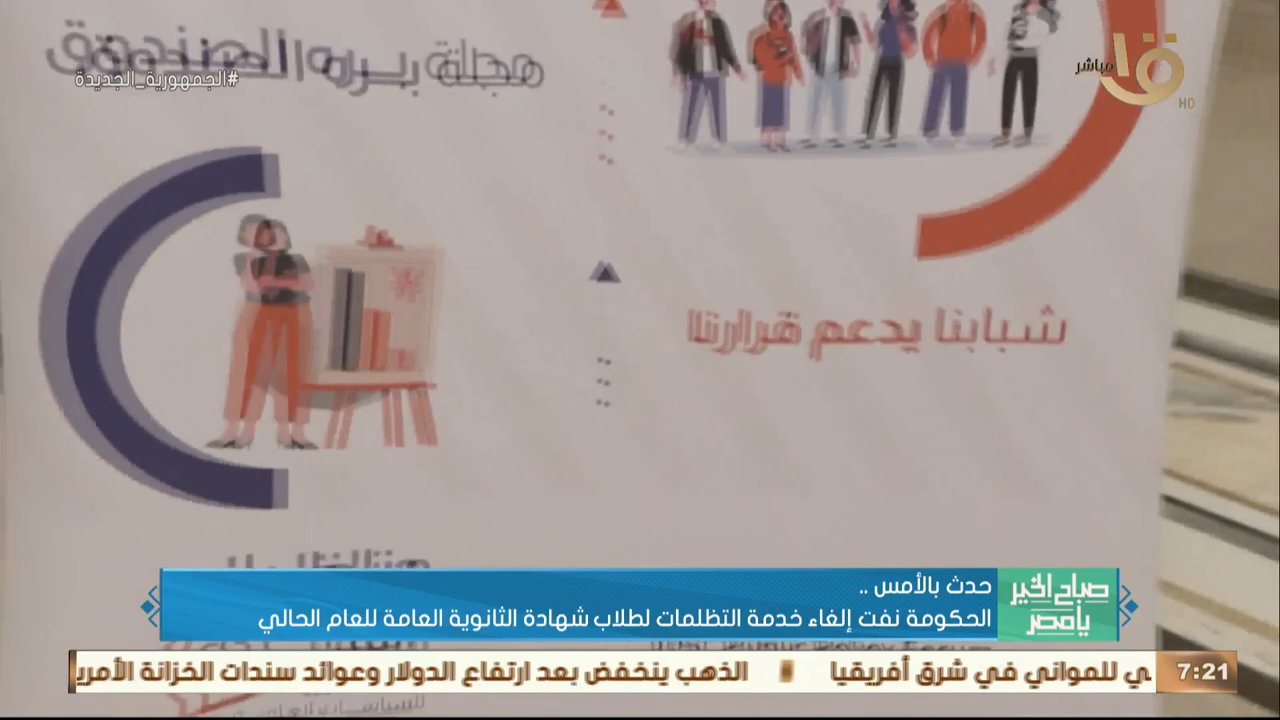 مجلة بره الصندوق
#الجمهورية_الجديدة
مباشر
HD
شبابنا يدعم قرارنا
صباح الخير يا مصر
حدث بالأمس ..
الحكومة نفت إلغاء خدمة التظلمات لطلاب شهادة الثانوية العامة للعام الحالي
ي للمواني في شرق أفريقيا الذهب ينخفض بعد ارتفاع الدولار وعوائد سندات الخزانة الأمري
7:21